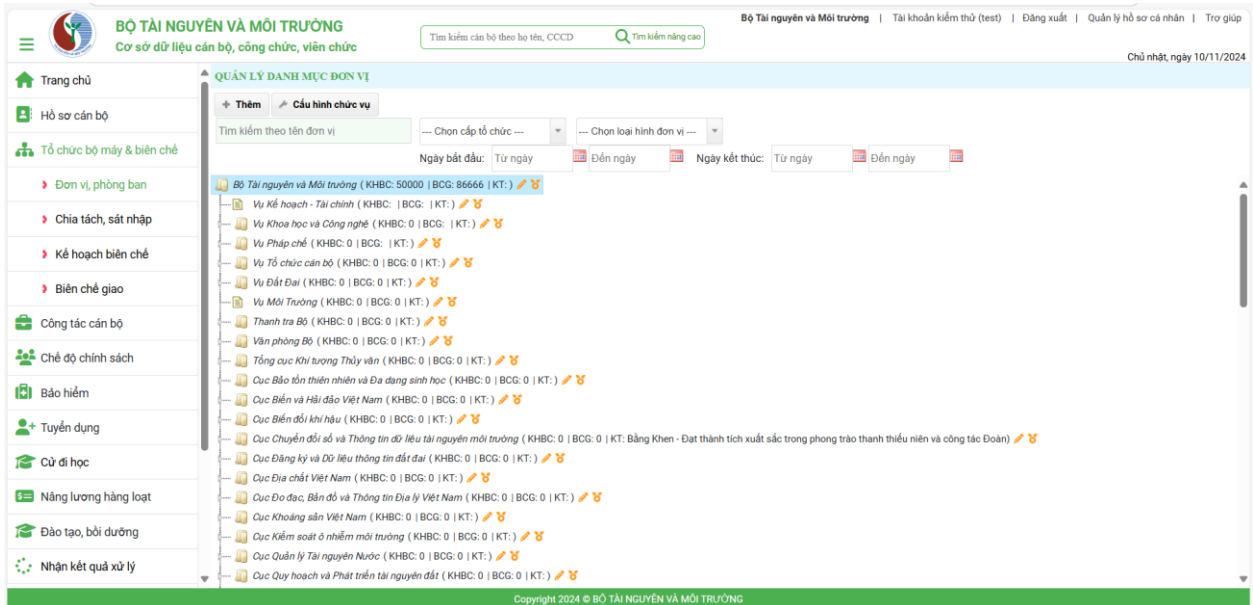 Bộ Tài nguyên và Môi trường | Tài khoản kiểm thử (test) | Đăng xuất | Quản lý hồ sơ cá nhân | Trợ giúp
BỘ TÀI NGUYÊN VÀ MÔI TRƯỜNG
Cơ sở dữ liệu cán bộ, công chức, viên chức
Tìm kiếm cán bộ theo họ tên, CCCD
Tìm kiếm nâng cao
Chủ nhật, ngày 10/11/2024
Trang chủ
Hồ sơ cán bộ
Tổ chức bộ máy & biên chế
Đơn vị, phòng ban
Chia tách, sát nhập
Kế hoạch biên chế
Biên chế giao
Công tác cán bộ
Chế độ chính sách
Bảo hiểm
Tuyển dụng
Cử đi học
Nâng lương hàng loạt
Đào tạo, bồi dưỡng
Nhận kết quả xử lý
QUẢN LÝ DANH MỤC ĐƠN VỊ
Thêm Cấu hình chức vụ
Tìm kiếm theo tên đơn vị --- Chọn cấp tổ chức --- --- Chọn loại hình đơn vị ---
Ngày bắt đầu: Từ ngày Đến ngày Ngày kết thúc: Từ ngày Đến ngày
Bộ Tài nguyên và Môi trường ( KHBC: 50000 | BCG: 86666 | KT: )
Vụ Kế hoạch - Tài chính ( KHBC: | BCG: | KT: )
Vụ Khoa học và Công nghệ ( KHBC: 0 | BCG: | KT: )
Vụ Pháp chế ( KHBC: 0 | BCG: | KT: )
Vụ Tổ chức cán bộ ( KHBC: 0 | BCG: 0 | KT: )
Vụ Đất Đai ( KHBC: 0 | BCG: 0 | KT: )
Vụ Môi Trường ( KHBC: 0 | BCG: 0 | KT: )
Thanh tra Bộ ( KHBC: 0 | BCG: 0 | KT: )
Văn phòng Bộ ( KHBC: 0 | BCG: 0 | KT: )
Tổng cục Khí tượng Thủy văn ( KHBC: 0 | BCG: 0 | KT: )
Cục Bảo tồn thiên nhiên và Đa dạng sinh học ( KHBC: 0 | BCG: 0 | KT: )
Cục Biển và Hải đảo Việt Nam ( KHBC: 0 | BCG: 0 | KT: )
Cục Biến đổi khí hậu ( KHBC: 0 | BCG: 0 | KT: )
Cục Chuyển đổi số và Thông tin dữ liệu tài nguyên môi trường ( KHBC: 0 | BCG: 0 | KT: Bằng Khen - Đạt thành tích xuất sắc trong phong trào thanh thiếu niên và công tác Đoàn)
Cục Đăng ký và Dữ liệu thông tin đất đai ( KHBC: 0 | BCG: 0 | KT: )
Cục Địa chất Việt Nam ( KHBC: 0 | BCG: 0 | KT: )
Cục Đo đạc, Bản đồ và Thông tin Địa lý Việt Nam ( KHBC: 0 | BCG: 0 | KT: )
Cục Khoáng sản Việt Nam ( KHBC: 0 | BCG: 0 | KT: )
Cục Kiểm soát ô nhiễm môi trường ( KHBC: 0 | BCG: 0 | KT: )
Cục Quản lý Tài nguyên Nước ( KHBC: 0 | BCG: 0 | KT: )
Cục Quy hoạch và Phát triển tài nguyên đất ( KHBC: 0 | BCG: 0 | KT: )
Copyright 2024 © BỘ TÀI NGUYÊN VÀ MÔI TRƯỜNG